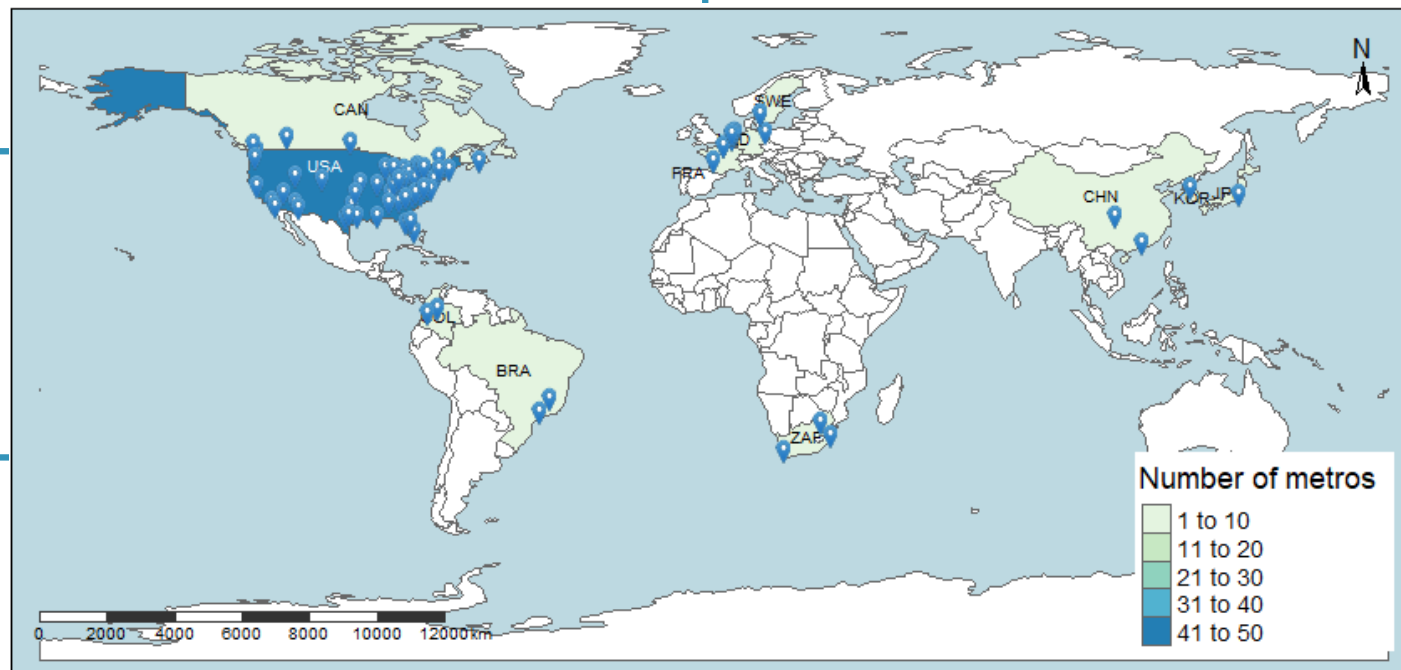 N
CAN
SWE
USA
FRA
CHN
KOR
JP
BRA
ZAF
Number of metros
1 to 10
11 to 20
21 to 30
31 to 40
41 to 50
0 2000 4000 6000 8000 10000 12000 km